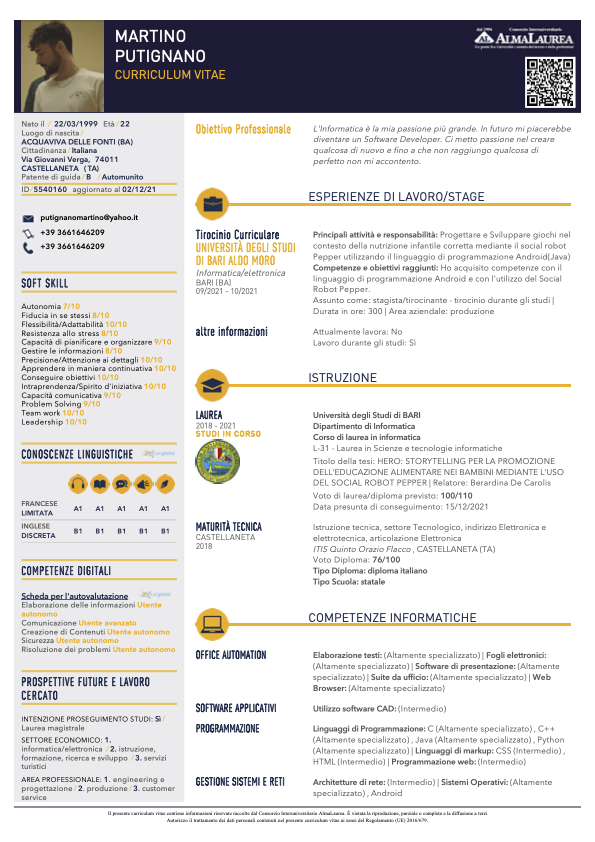 MARTINO
PUTIGNANO
CURRICULUM VITAE
dal 1994 Consorzio Interuniversitario
ALMALAUREA
Nato il / 22/03/1999 Età / 22
Luogo di nascita /
ACQUAVIVA DELLE FONTI (BA)
Cittadinanza / Italiana
Via Giovanni Verga, 74011
CASTELLANETA (TA)
Patente di guida / B / Automunito
ID / 5540160 aggiornato al 02/12/21
putignanomartino@yahoo.it
+39 3661646209
+39 3661646209
SOFT SKILL
Autonomia 7/10
Fiducia in se stessi 8/10
Flessibilità/Adattabilità 10/10
Resistenza allo stress 8/10
Capacità di pianificare e organizzare 9/10
Gestire le informazioni 8/10
Precisione/Attenzione ai dettagli 10/10
Apprendere in maniera continuativa 10/10
Conseguire obiettivi 10/10
Intraprendenza/Spirito d'iniziativa 10/10
Capacità comunicativa 9/10
Problem Solving 9/10
Team work 10/10
Leadership 10/10
CONOSCENZE LINGUISTICHE
FRANCESE
LIMITATA
A1 A1 A1 A1 A1
INGLESE
DISCRETA
B1 B1 B1 B1 B1
COMPETENZE DIGITALI
Scheda per l'autovalutazione
Elaborazione delle informazioni Utente
autonomo
Comunicazione Utente avanzato
Creazione di Contenuti Utente autonomo
Sicurezza Utente autonomo
Risoluzione dei problemi Utente autonomo
PROSPETTIVE FUTURE E LAVORO
CERCATO
INTENZIONE PROSEGUIMENTO STUDI: Sì /
Laurea magistrale
SETTORE ECONOMICO: 1.
informatica/elettronica / 2. istruzione,
formazione, ricerca e sviluppo / 3. servizi
turistici
AREA PROFESSIONALE: 1. engineering e
progettazione / 2. produzione / 3. customer
service
Obiettivo Professionale
L'Informatica è la mia passione più grande. In futuro mi piacerebbe
diventare un Software Developer. Ci metto passione nel creare
qualcosa di nuovo e fino a che non raggiungo qualcosa di
perfetto non mi accontento.
ESPERIENZE DI LAVORO/STAGE
Tirocinio Curriculare
UNIVERSITÀ DEGLI STUDI
DI BARI ALDO MORO
Informatica/elettronica
BARI [BA]
09/2021 - 10/2021
Principali attività e responsabilità: Progettare e Sviluppare giochi nel
contesto della nutrizione infantile corretta mediante il social robot
Pepper utilizzando il linguaggio di programmazione Android(Java)
Competenze e obiettivi raggiunti: Ho acquisito competenze con il
linguaggio di programmazione Android e con l'utilizzo del Social
Robot Pepper.
Assunto come: stagista/tirocinante - tirocinio durante gli studi |
Durata in ore: 300 | Area aziendale: produzione
altre informazioni
Attualmente lavora: No
Lavoro durante gli studi: Sì
ISTRUZIONE
LAUREA
2018 - 2021
STUDI IN CORSO
Università degli Studi di BARI
Dipartimento di Informatica
Corso di laurea in informatica
L-31 - Laurea in Scienze e tecnologie informatiche
Titolo della tesi: HERO: STORYTELLING PER LA PROMOZIONE
DELL'EDUCAZIONE ALIMENTARE NEI BAMBINI MEDIANTE L'USO
DEL SOCIAL ROBOT PEPPER | Relatore: Berardina De Carolis
Voto di laurea/diploma previsto: 100/110
Data presunta di conseguimento: 15/12/2021
MATURITÀ TECNICA
CASTELLANETA
2018
Istruzione tecnica, settore Tecnologico, indirizzo Elettronica e
elettrotecnica, articolazione Elettronica
ITIS Quinto Orazio Flacco , CASTELLANETA (TA)
Voto Diploma: 76/100
Tipo Diploma: diploma italiano
Tipo Scuola: statale
COMPETENZE INFORMATICHE
OFFICE AUTOMATION
Elaborazione testi: (Altamente specializzato) | Fogli elettronici:
(Altamente specializzato) | Software di presentazione: (Altamente
specializzato) | Suite da ufficio: (Altamente specializzato) | Web
Browser: (Altamente specializzato)
SOFTWARE APPLICATIVI
Utilizzo software CAD: (Intermedio)
PROGRAMMAZIONE
Linguaggi di Programmazione: C (Altamente specializzato) , C++
(Altamente specializzato) , Java (Altamente specializzato) , Python
(Altamente specializzato) | Linguaggi di markup: CSS (Intermedio) ,
HTML (Intermedio) | Programmazione web: (Intermedio)
GESTIONE SISTEMI E RETI
Architetture di rete: (Intermedio) | Sistemi Operativi: (Altamente
specializzato) , Android
Il presente curriculum vitae contiene informazioni riservate raccolte dal Consorzio Interuniversitario AlmaLaurea. È vietata la riproduzione, parziale o completa e la diffusione a terzi
Autorizzo il trattamento dei dati personali contenuti nel presente curriculum vitae ai sensi del Regolamento (UE) 2016/679.